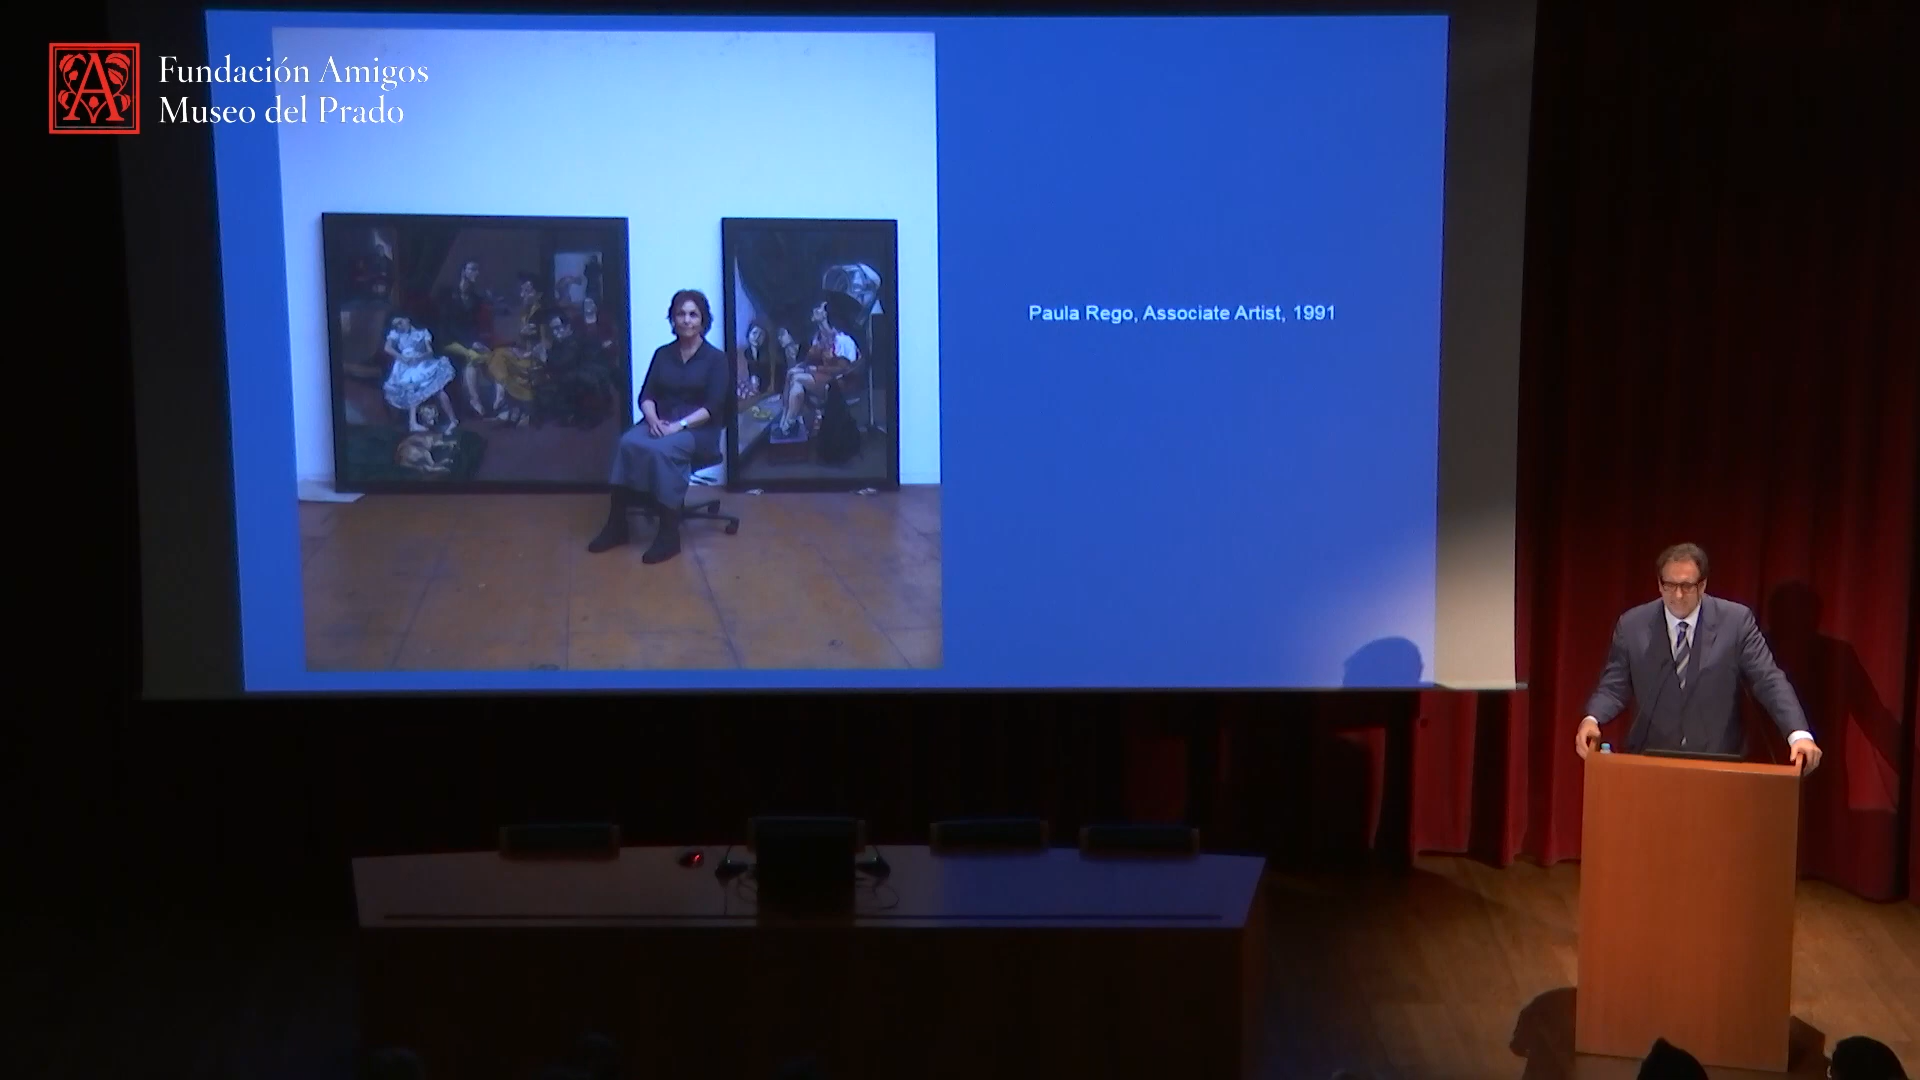 Fundación Amigos
Museo del Prado
Paula Rego, Associate Artist, 1991